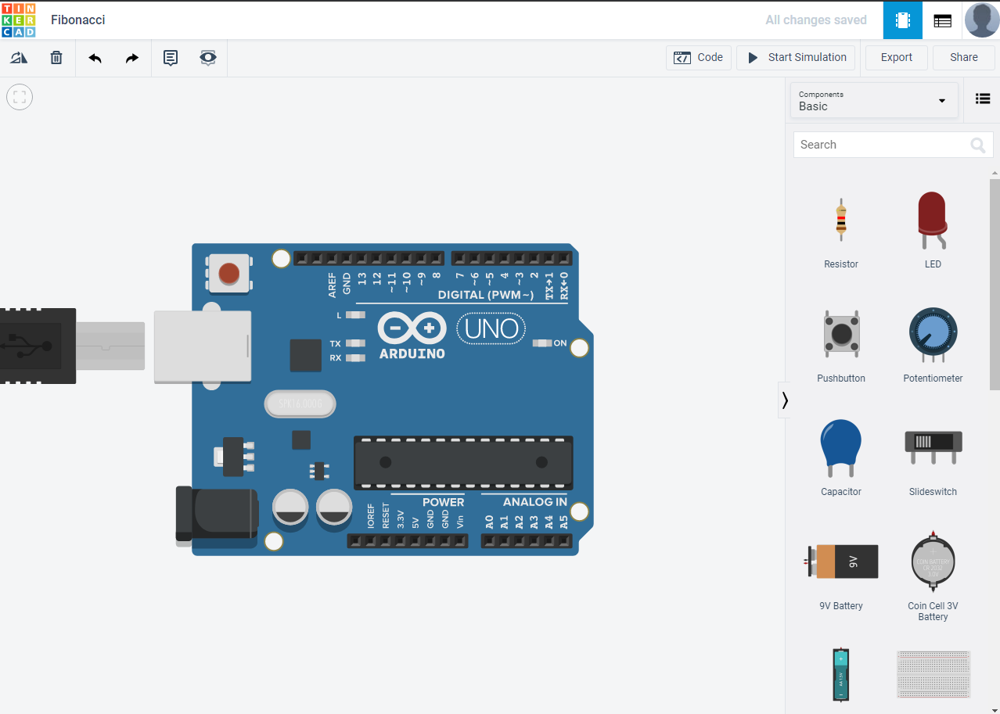 TIN
KER
CAD
Fibonacci
All changes saved
Code
Start Simulation
Export
Share
Components
Basic
Search
Resistor
LED
Pushbutton
Potentiometer
Capacitor
Slideswitch
9V
9V Battery
COIN BATTERY
CR 2032
3.0V
Coin Cell 3V
Battery
AA 1.5V
AREF
GND
13
12
~11
~10
~9
8
7
~6
~5
4
~3
2
TX→1
RX←0
DIGITAL (PWM~)
L
TX
RX
ARDUINO
UNO
ON
SPK16.000G
POWER
ANALOG IN
IOREF
RESET
3.3V
5V
GND
GND
Vin
A0
A1
A2
A3
A4
A5